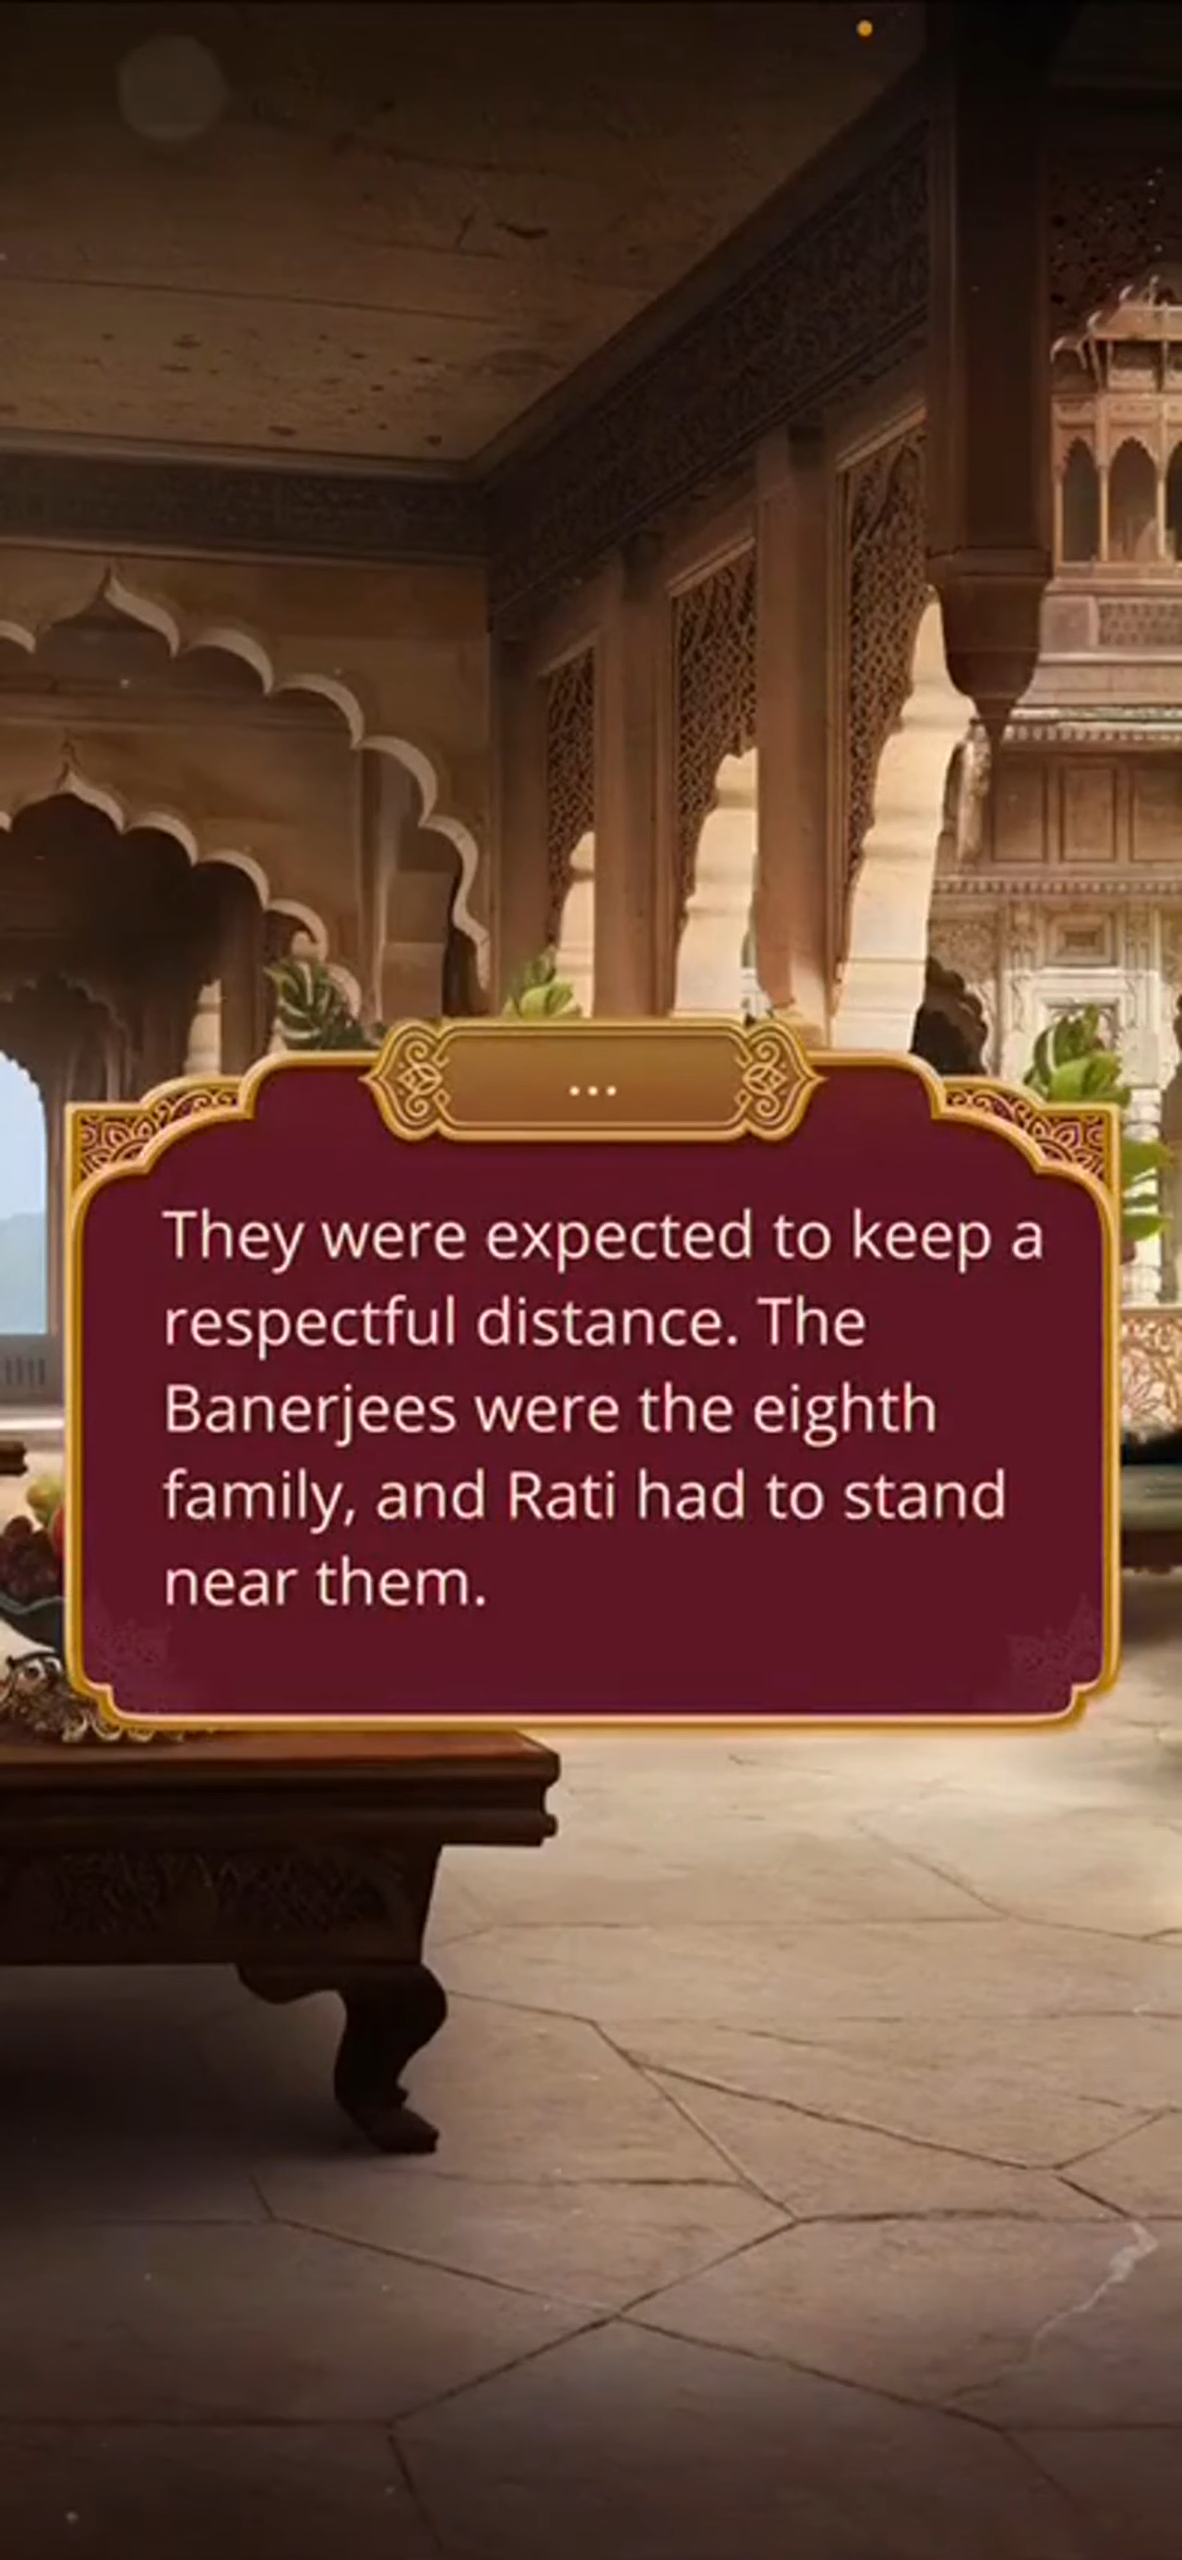 ...
They were expected to keep a
respectful distance. The
Banerjees were the eighth
family, and Rati had to stand
near them.